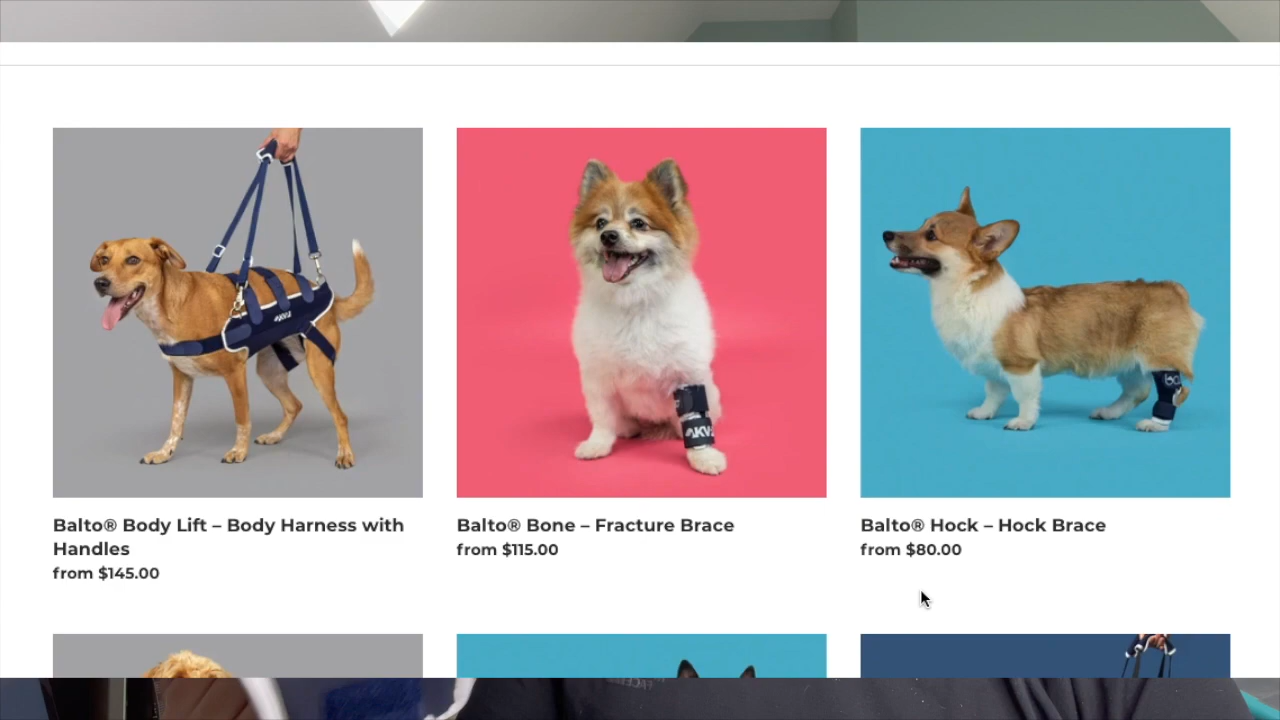 Balto® Body Lift – Body Harness with
Handles
from $145.00
Balto® Bone – Fracture Brace
from $115.00
Balto® Hock – Hock Brace
from $80.00